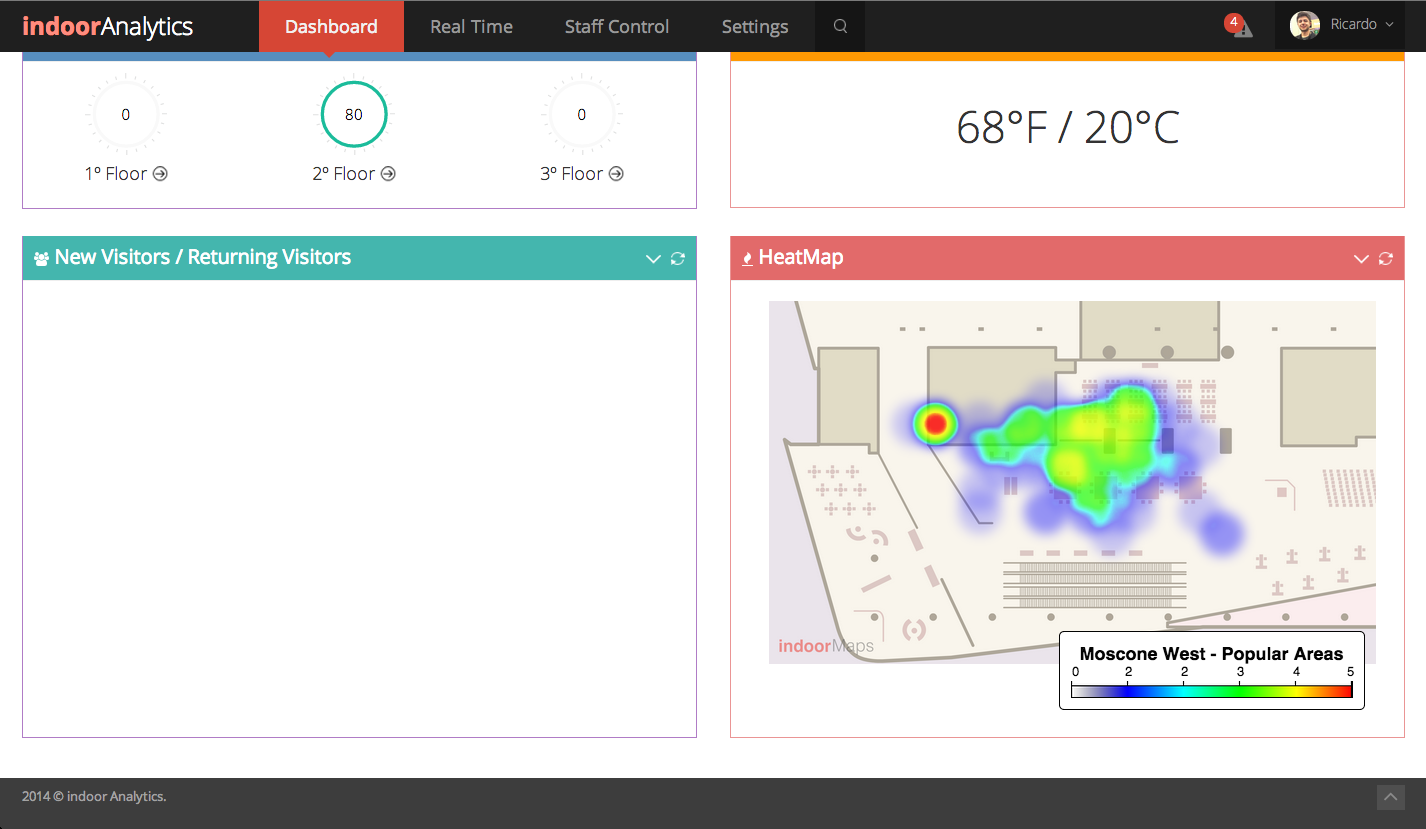 indoorAnalytics
Dashboard
Real Time
Staff Control
Settings
4
Ricardo
0
80
0
1º Floor
2º Floor
3º Floor
68°F / 20°C
New Visitors / Returning Visitors
HeatMap
indoorMaps
Moscone West - Popular Areas
0 2 2 3 4 5
2014 © indoor Analytics.